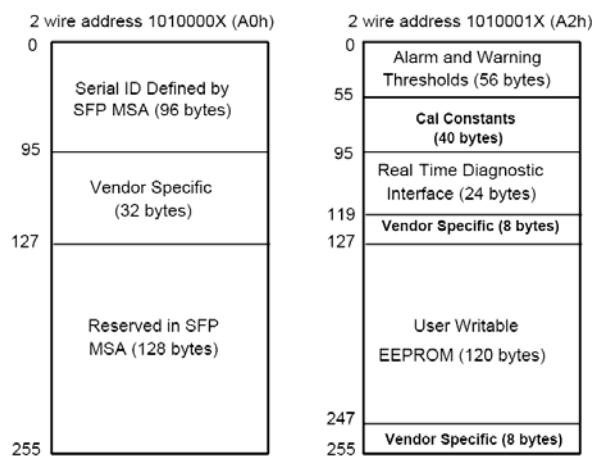 2 wire address 1010000X (A0h)
0
Serial ID Defined by
SFP MSA (96 bytes)
95
Vendor Specific
(32 bytes)
127
Reserved in SFP
MSA (128 bytes)
255
2 wire address 1010001X (A2h)
0
Alarm and Warning
Thresholds (56 bytes)
55
Cal Constants
(40 bytes)
95
Real Time Diagnostic
Interface (24 bytes)
119
Vendor Specific (8 bytes)
127
User Writable
EEPROM (120 bytes)
247
Vendor Specific (8 bytes)
255